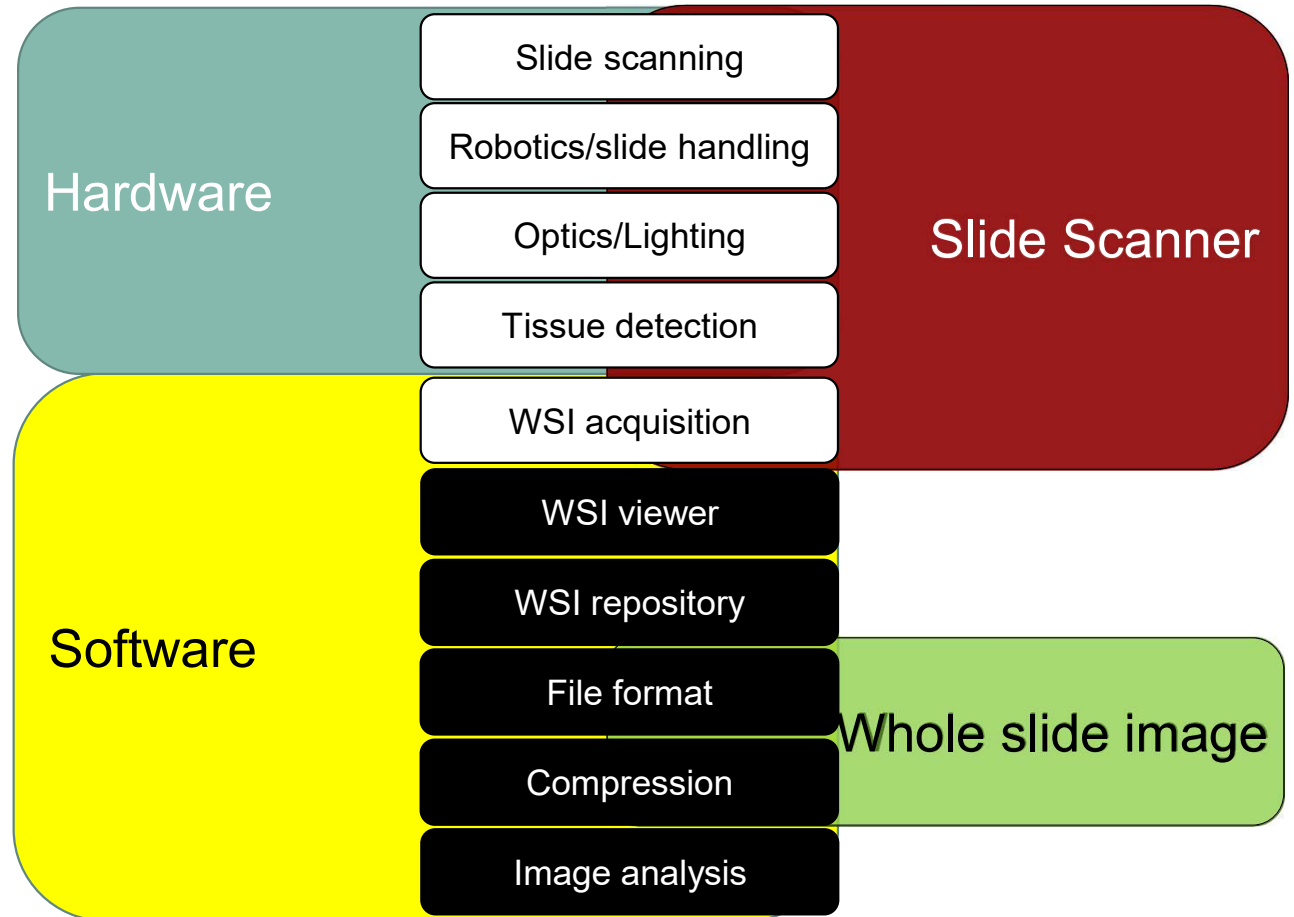 Hardware
Slide Scanner
Slide scanning
Robotics/slide handling
Optics/Lighting
Tissue detection
WSI acquisition
WSI viewer
WSI repository
File format
Compression
Image analysis
Software
Whole slide image